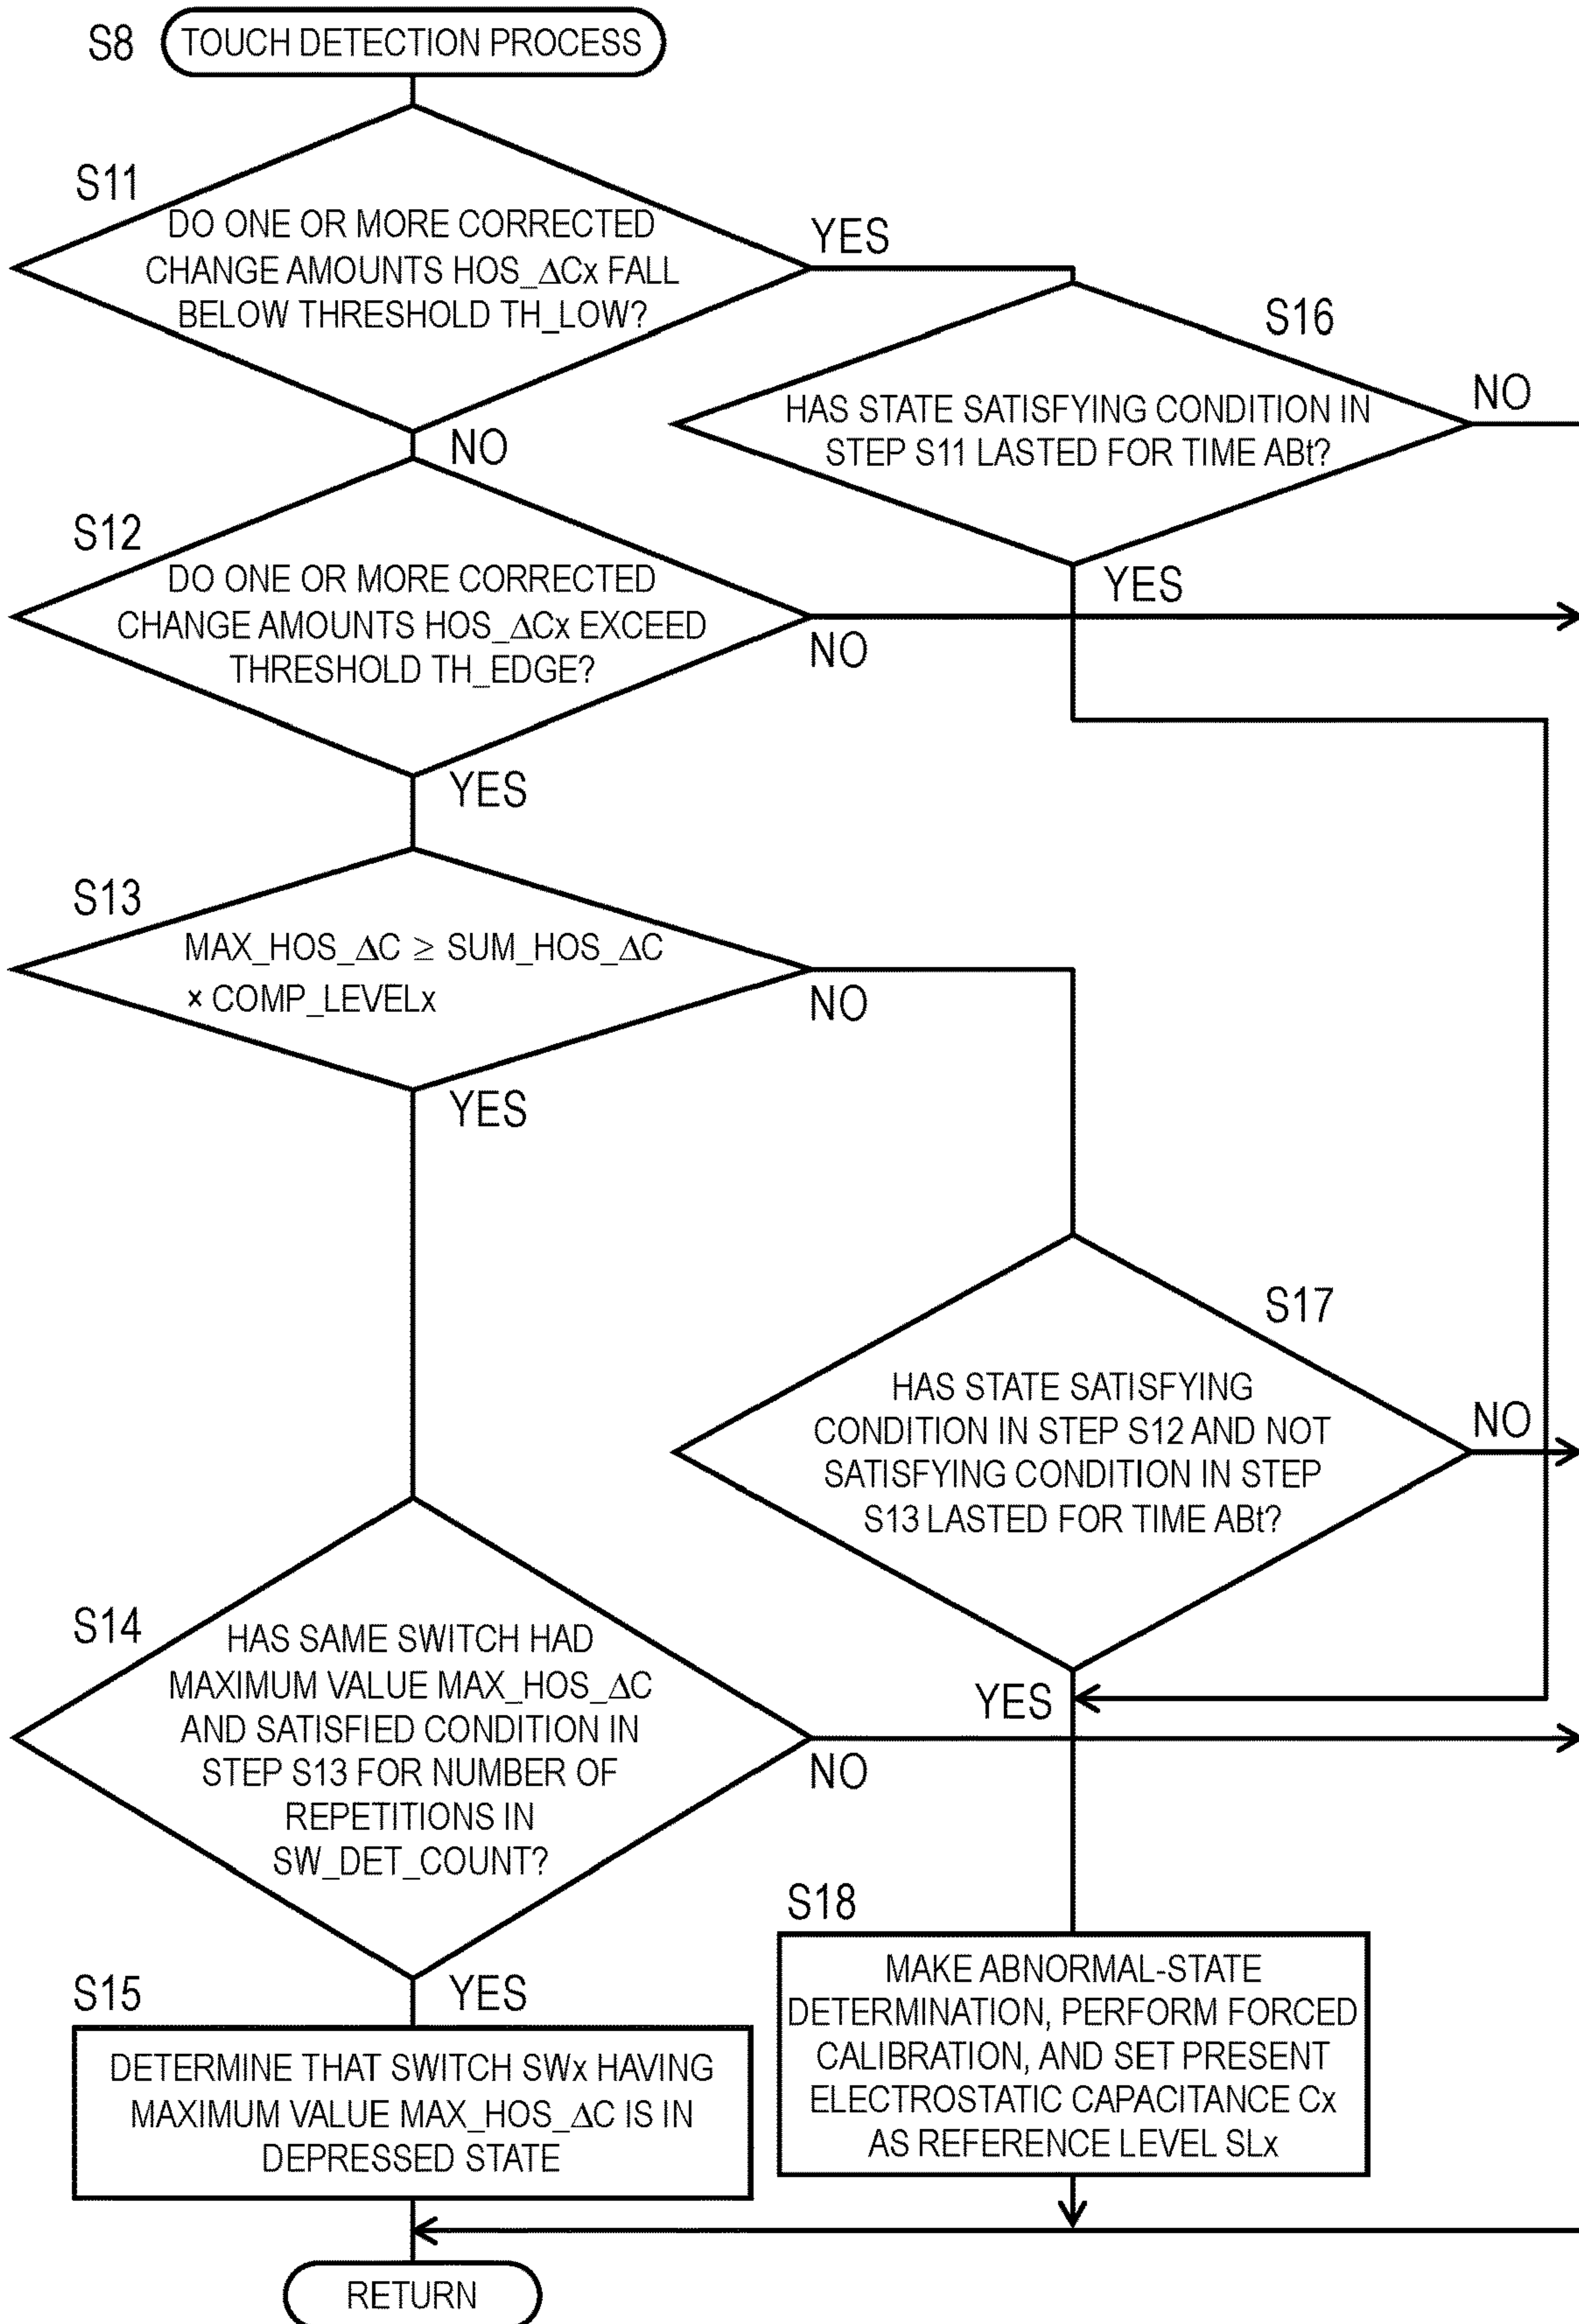 S8 TOUCH DETECTION PROCESS
S11
DO ONE OR MORE CORRECTED
CHANGE AMOUNTS HOS_ΔCx FALL
BELOW THRESHOLD TH_LOW?
YES
NO
S16
HAS STATE SATISFYING CONDITION IN
STEP S11 LASTED FOR TIME ABt?
NO
YES
S12
DO ONE OR MORE CORRECTED
CHANGE AMOUNTS HOS_ΔCx EXCEED
THRESHOLD TH_EDGE?
NO
YES
S13
MAX_HOS_ΔC ≥ SUM_HOS_ΔC
× COMP_LEVELx
NO
YES
S17
HAS STATE SATISFYING
CONDITION IN STEP S12 AND NOT
SATISFYING CONDITION IN STEP
S13 LASTED FOR TIME ABt?
NO
YES
S14
HAS SAME SWITCH HAD
MAXIMUM VALUE MAX_HOS_ΔC
AND SATISFIED CONDITION IN
STEP S13 FOR NUMBER OF
REPETITIONS IN
SW_DET_COUNT?
NO
YES
S15
DETERMINE THAT SWITCH SWx HAVING
MAXIMUM VALUE MAX_HOS_ΔC IS IN
DEPRESSED STATE
S18
MAKE ABNORMAL-STATE
DETERMINATION, PERFORM FORCED
CALIBRATION, AND SET PRESENT
ELECTROSTATIC CAPACITANCE Cx
AS REFERENCE LEVEL SLx
RETURN